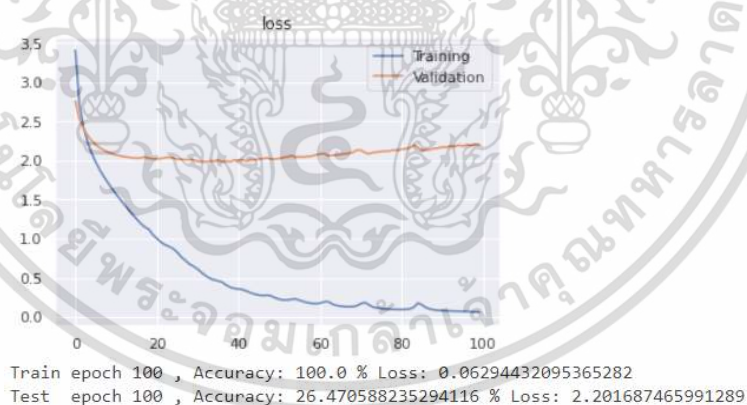 loss
3.5
3.0
2.5
2.0
1.5
1.0
0.5
0.0
0 20 40 60 80 100
Training
Validation
Train epoch 100 , Accuracy: 100.0 % Loss: 0.06294432095365282
Test epoch 100 , Accuracy: 26.470588235294116 % Loss: 2.201687465991289